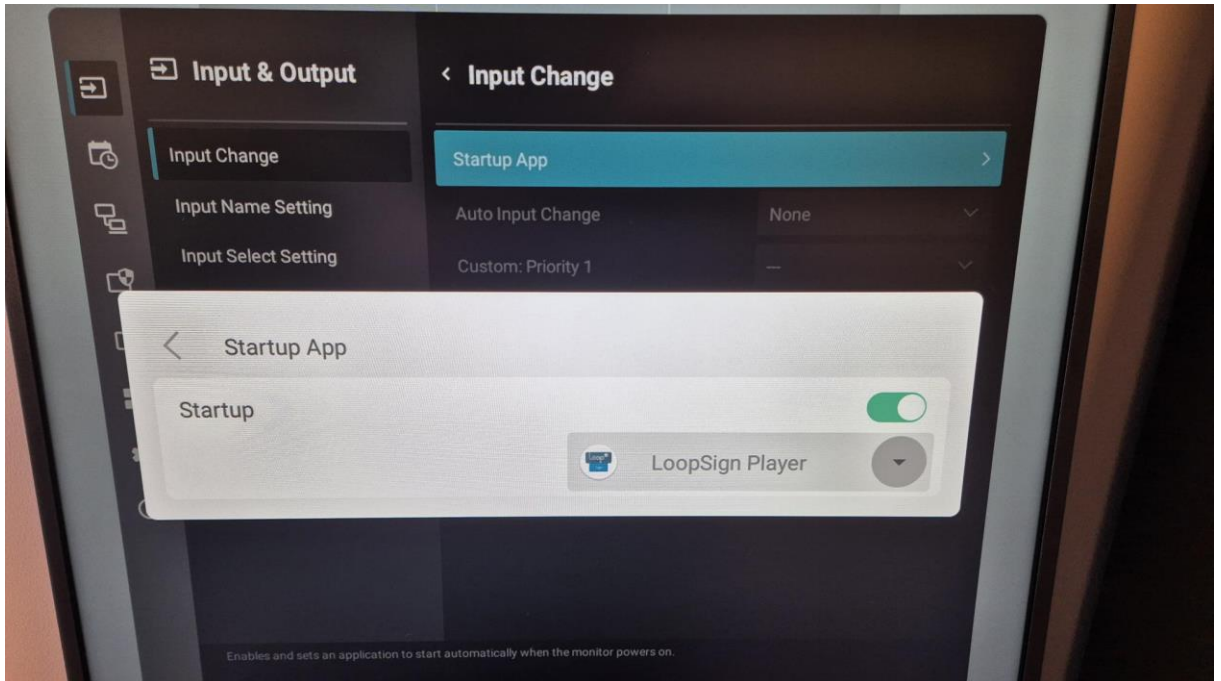 Input & Output
Input Change
Input Name Setting
Input Select Setting
Input Change
Startup App
Auto Input Change None
Custom: Priority 1 ---
Startup App
Startup
Loop
LoopSign Player
Enables and sets an application to start automatically when the monitor powers on.